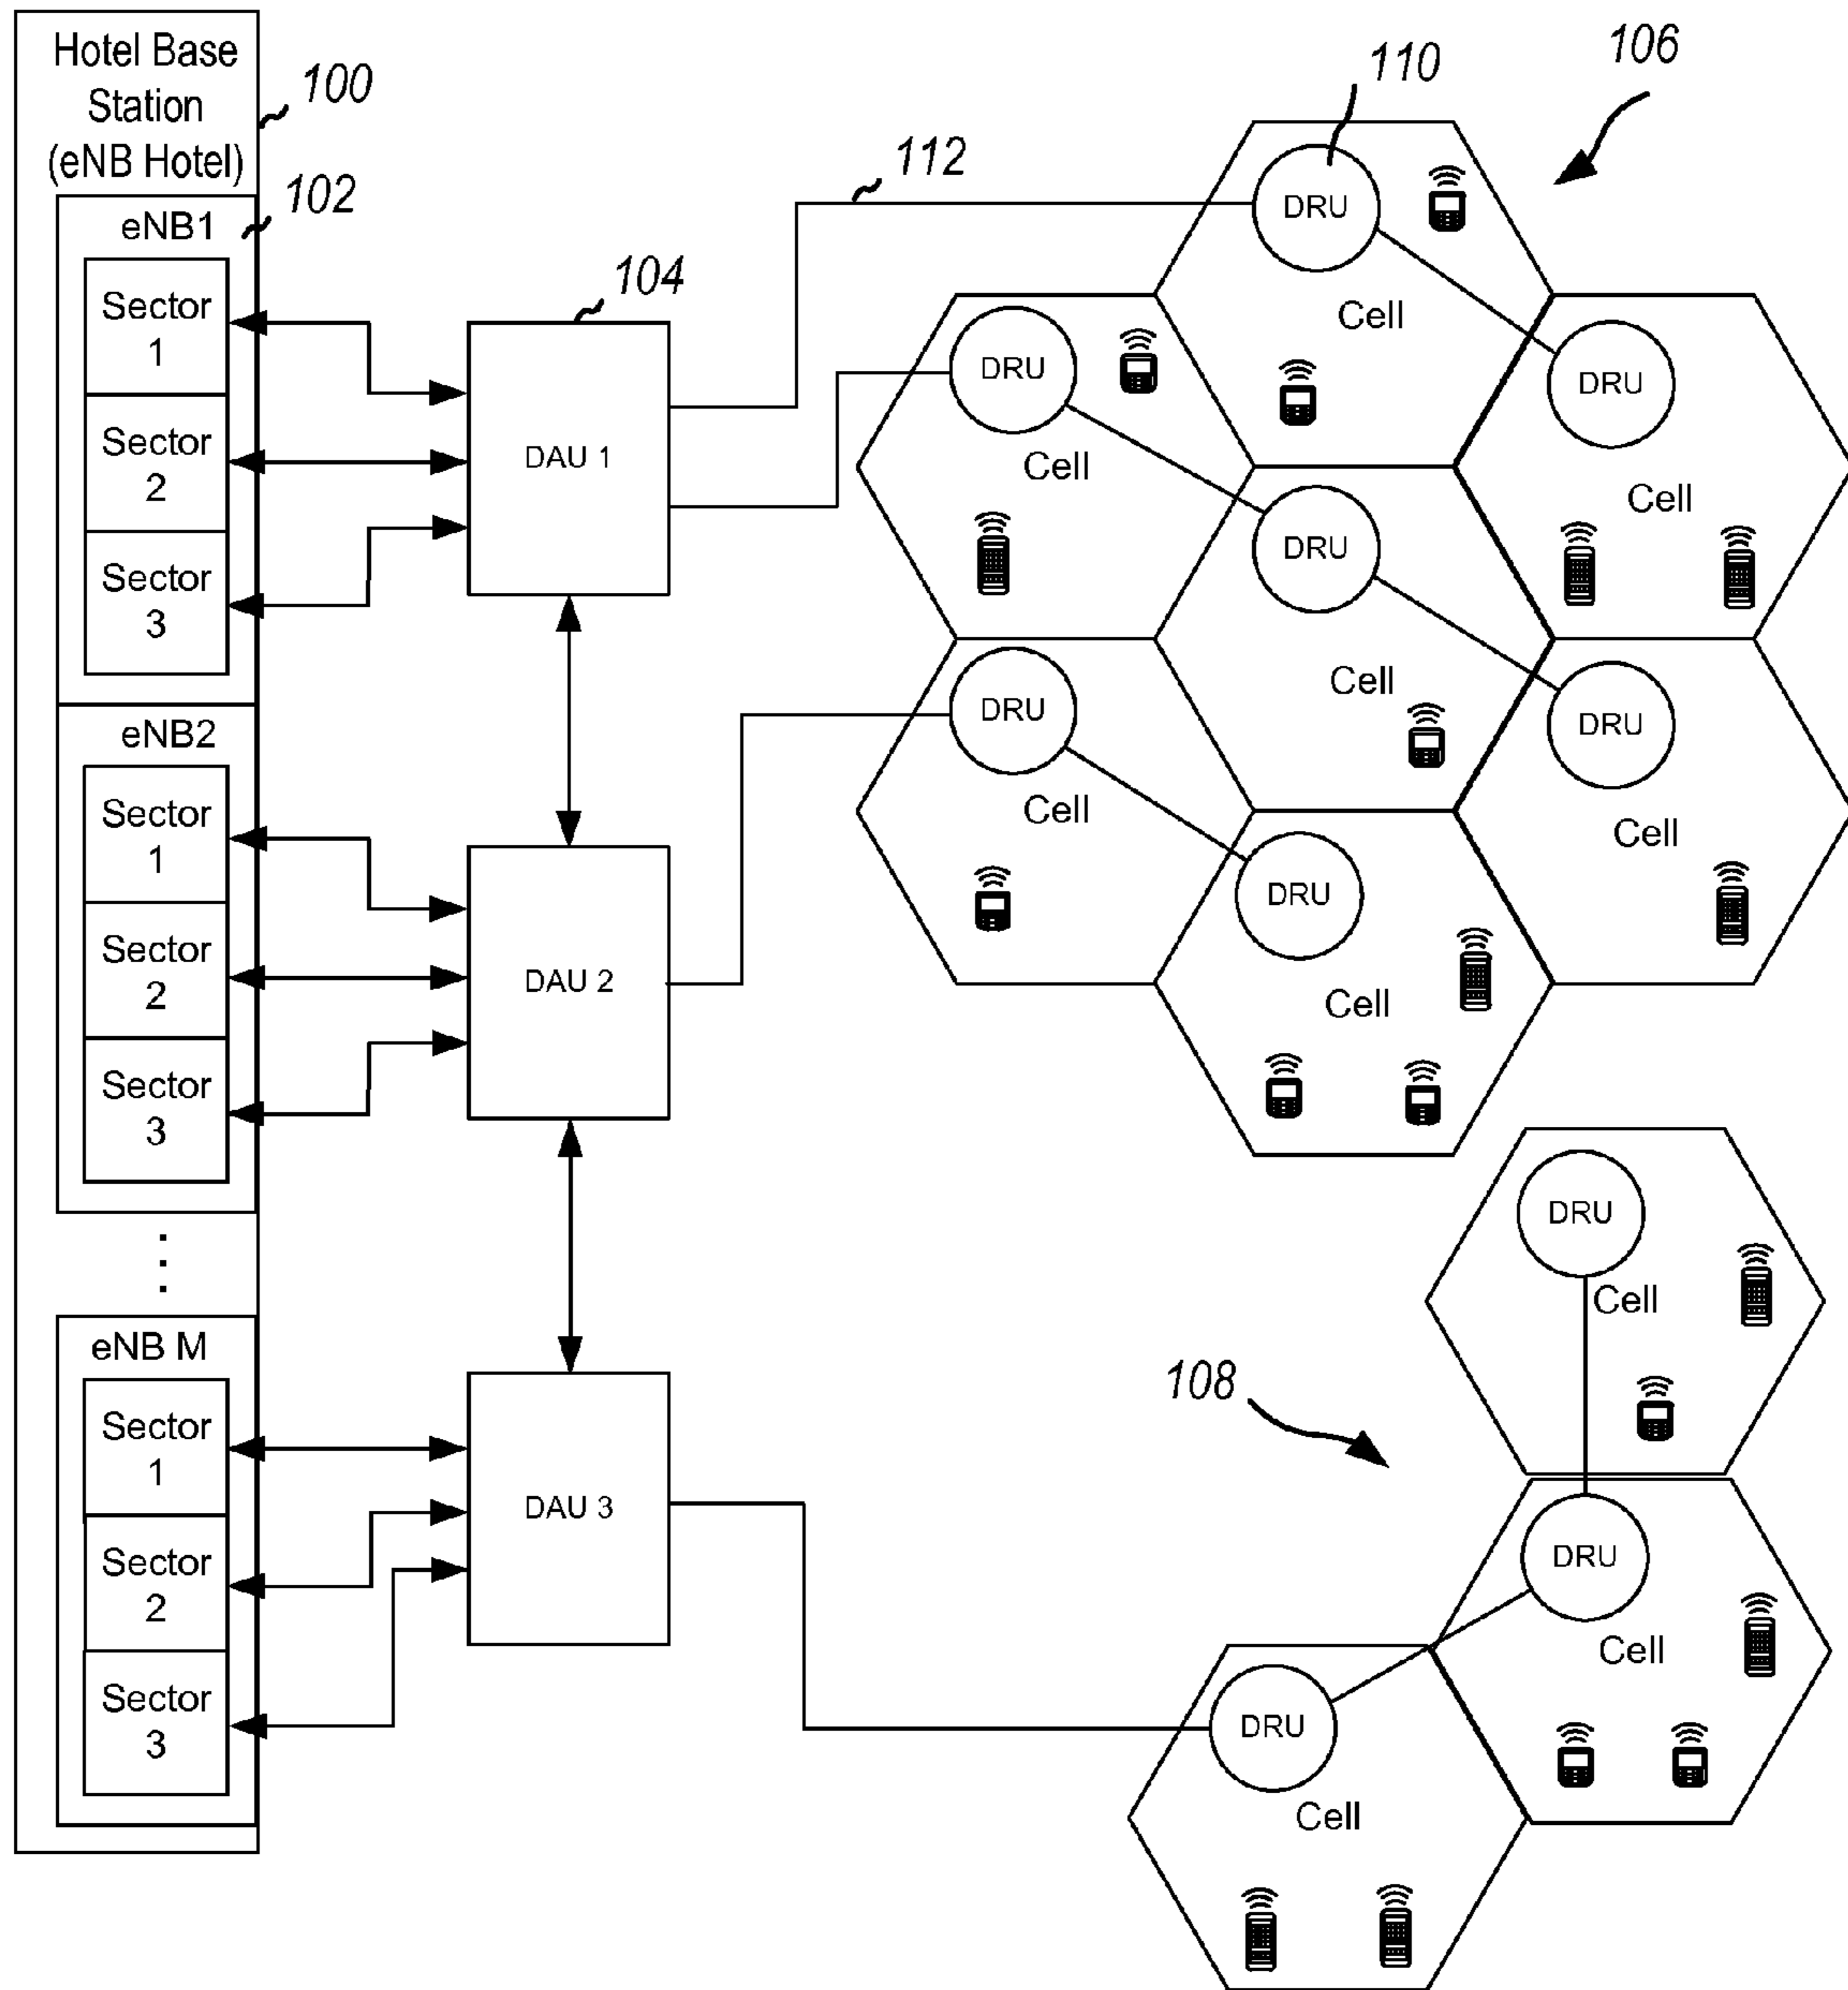 Hotel Base
Station
(eNB Hotel)
100
102
eNB1
Sector
1
Sector
2
Sector
3
eNB2
Sector
1
Sector
2
Sector
3
⋮
eNB M
Sector
1
Sector
2
Sector
3
104
DAU 1
DAU 2
DAU 3
112
110
106
DRU
Cell
DRU
Cell
DRU
Cell
DRU
Cell
DRU
Cell
DRU
Cell
DRU
Cell
108
DRU
Cell
DRU
Cell
DRU
Cell